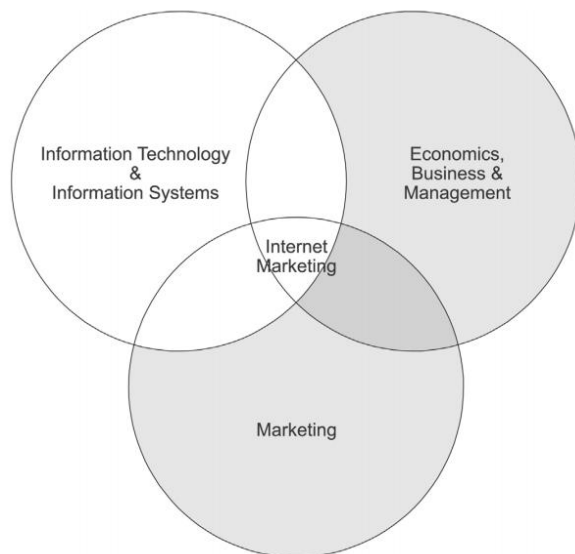 Information Technology
&
Information Systems
Economics,
Business &
Management
Internet
Marketing
Marketing